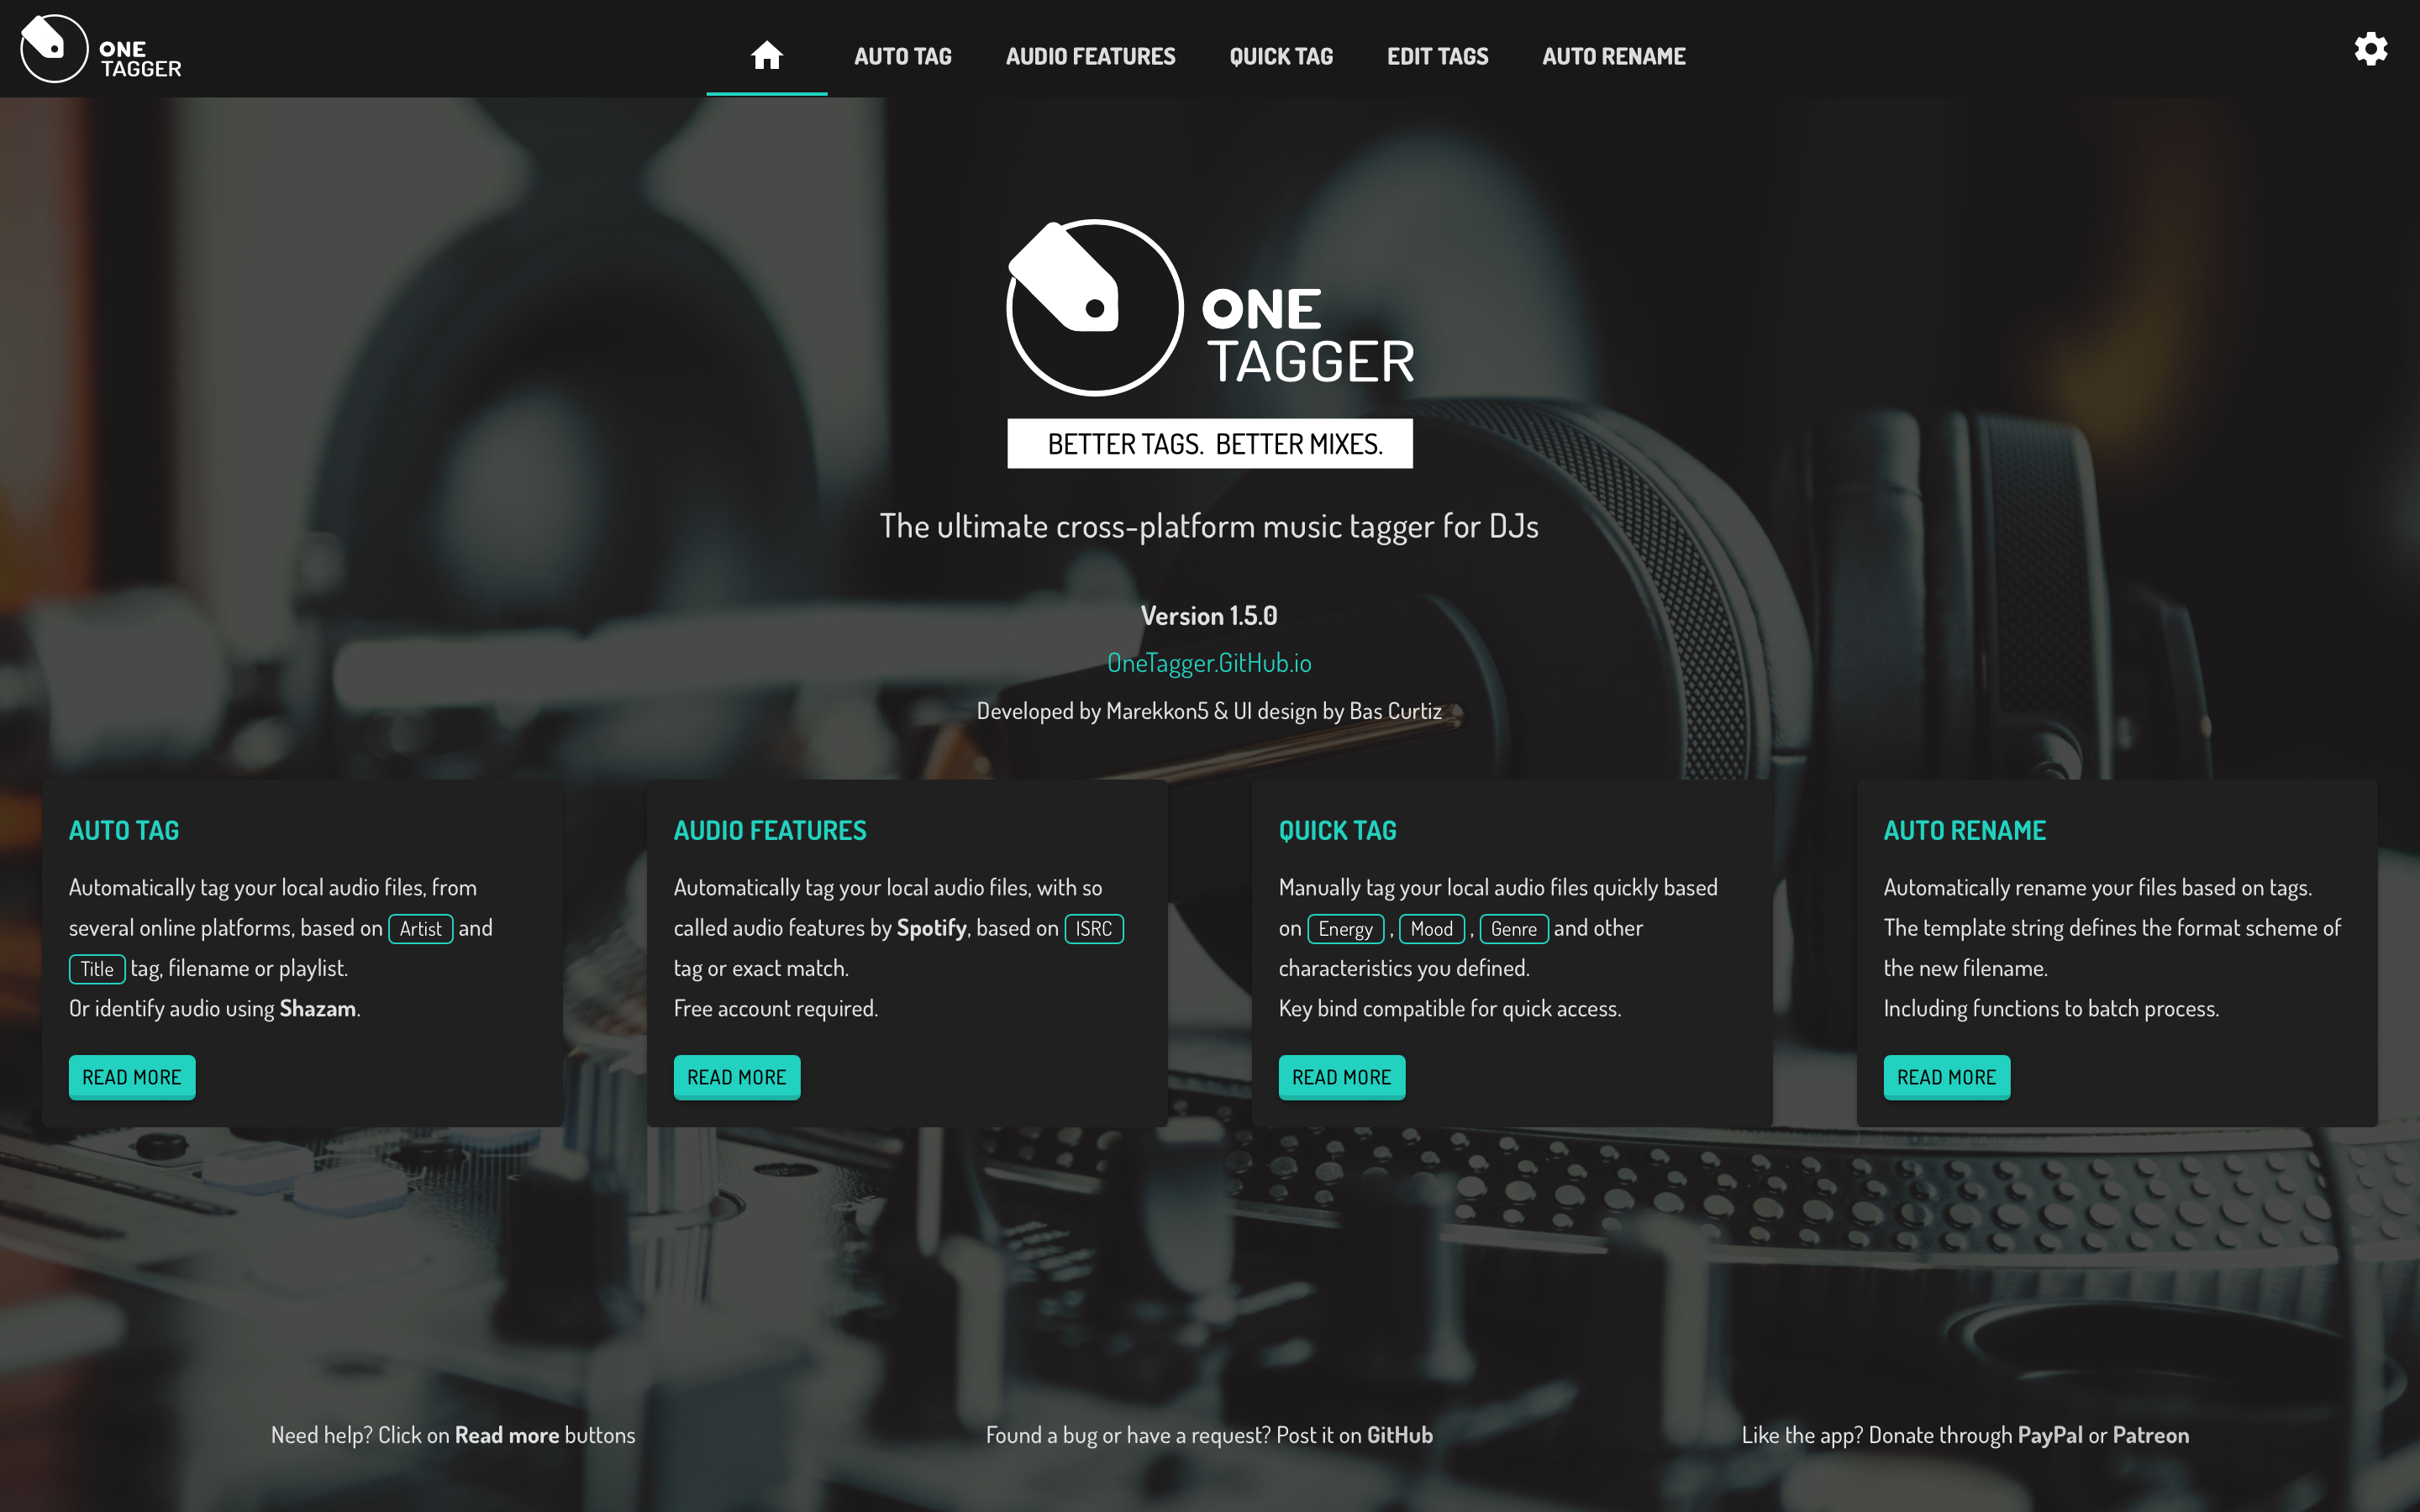 ONE
TAGGER
AUTO TAG
AUDIO FEATURES
QUICK TAG
EDIT TAGS
AUTO RENAME
ONE
TAGGER
BETTER TAGS. BETTER MIXES.
The ultimate cross-platform music tagger for DJs
Version 1.5.0
OneTagger.GitHub.io
Developed by Marekkon5 & UI design by Bas Curtiz
AUTO TAG
Automatically tag your local audio files, from
several online platforms, based on Artist and
Title tag, filename or playlist.
Or identify audio using Shazam.
READ MORE
AUDIO FEATURES
Automatically tag your local audio files, with so
called audio features by Spotify, based on ISRC
tag or exact match.
Free account required.
READ MORE
QUICK TAG
Manually tag your local audio files quickly based
on Energy , Mood , Genre and other
characteristics you defined.
Key bind compatible for quick access.
READ MORE
AUTO RENAME
Automatically rename your files based on tags.
The template string defines the format scheme of
the new filename.
Including functions to batch process.
READ MORE
Need help? Click on Read more buttons
Found a bug or have a request? Post it on GitHub
Like the app? Donate through PayPal or Patreon